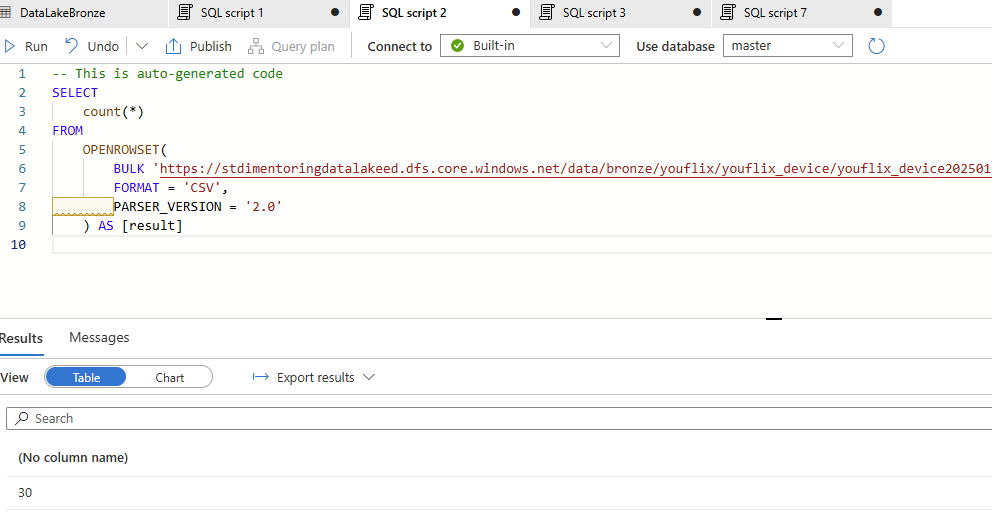 DataLakeBronze SQL script 1 SQL script 2 SQL script 3 SQL script 7
Run Undo Publish Query plan Connect to Built-in Use database master
1 -- This is auto-generated code
2 SELECT
3 count(*)
4 FROM
5 OPENROWSET(
6 BULK 'https://stdimentoringdatalakeed.dfs.core.windows.net/data/bronze/youflix/youflix_device/youflix_device202501
7 FORMAT = 'CSV',
8 PARSER_VERSION = '2.0'
9 ) AS [result]
10
Results Messages
View Table Chart Export results
Search
(No column name)
30